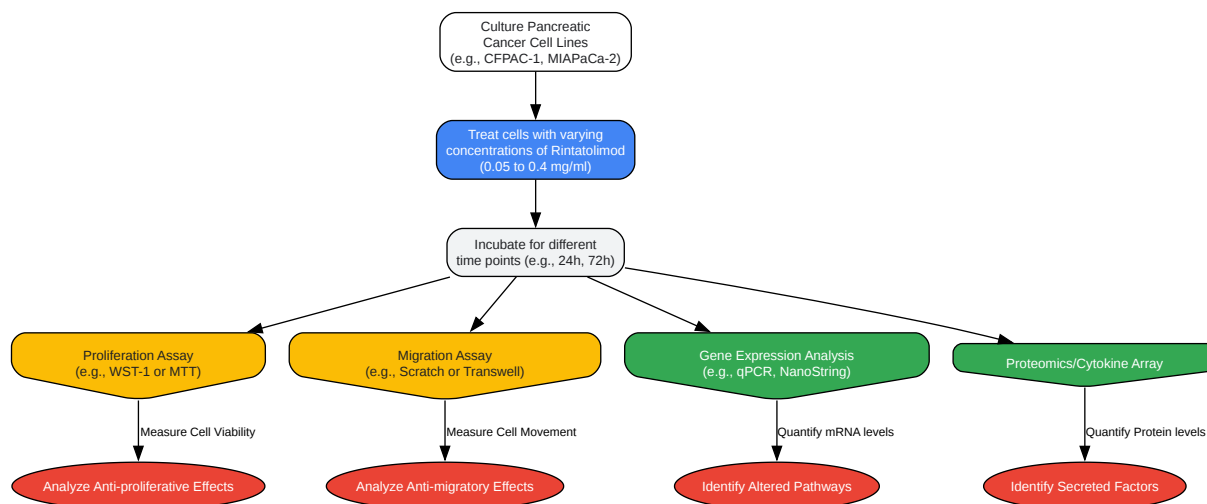 Culture Pancreatic
Cancer Cell Lines
(e.g., CFPAC-1, MIAPaCa-2)
Treat cells with varying
concentrations of Rintatolimod
(0.05 to 0.4 mg/ml)
Incubate for different
time points (e.g., 24h, 72h)
Proliferation Assay
(e.g., WST-1 or MTT)
Migration Assay
(e.g., Scratch or Transwell)
Gene Expression Analysis
(e.g., qPCR, NanoString)
Proteomics/Cytokine Array
Measure Cell Viability
Measure Cell Movement
Quantify mRNA levels
Quantify Protein levels
Analyze Anti-proliferative Effects
Analyze Anti-migratory Effects
Identify Altered Pathways
Identify Secreted Factors